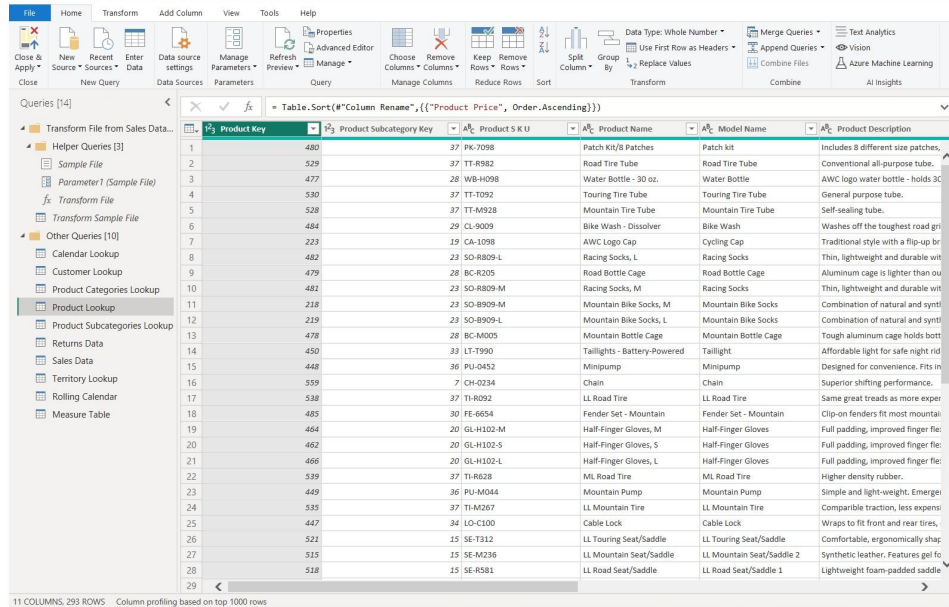 File Home Transform Add Column View Tools Help
Close & Apply
New Source
Recent Sources
Enter Data
Data source settings
Manage Parameters
Refresh Preview
Properties
Advanced Editor
Manage
Choose Columns
Remove Columns
Keep Rows
Remove Rows
Split Column
Group By
Data Type: Whole Number
Use First Row as Headers
Replace Values
Merge Queries
Append Queries
Combine Files
Text Analytics
Vision
Azure Machine Learning
Close New Query Data Sources Parameters Query Manage Columns Reduce Rows Sort Transform Combine AI Insights
Queries [14]
Transform File from Sales Data...
Helper Queries [3]
Sample File
Parameter1 (Sample File)
fx Transform File
Transform Sample File
Other Queries [10]
Calendar Lookup
Customer Lookup
Product Categories Lookup
Product Lookup
Product Subcategories Lookup
Returns Data
Sales Data
Territory Lookup
Rolling Calendar
Measure Table
fx = Table.Sort(#"Column Rename",{{"Product Price", Order.Ascending}})
123 Product Key 123 Product Subcategory Key ABC Product S K U ABC Product Name ABC Model Name ABC Product Description
1 480 37 PK-7098 Patch Kit/8 Patches Patch kit Includes 8 different size patches,
2 529 37 TT-R982 Road Tire Tube Road Tire Tube Conventional all-purpose tube.
3 477 28 WB-H098 Water Bottle - 30 oz. Water Bottle AWC logo water bottle - holds 30
4 530 37 TT-T092 Touring Tire Tube Touring Tire Tube General purpose tube.
5 528 37 TT-M928 Mountain Tire Tube Mountain Tire Tube Self-sealing tube.
6 484 29 CL-9009 Bike Wash - Dissolver Bike Wash Washes off the toughest road gri
7 223 19 CA-1098 AWC Logo Cap Cycling Cap Traditional style with a flip-up br
8 482 23 SO-R809-L Racing Socks, L Racing Socks Thin, lightweight and durable wit
9 479 28 BC-R205 Road Bottle Cage Road Bottle Cage Aluminum cage is lighter than ou
10 481 23 SO-R809-M Racing Socks, M Racing Socks Thin, lightweight and durable wit
11 218 23 SO-B909-M Mountain Bike Socks, M Mountain Bike Socks Combination of natural and synt
12 219 23 SO-B909-L Mountain Bike Socks, L Mountain Bike Socks Combination of natural and synt
13 478 28 BC-M005 Mountain Bottle Cage Mountain Bottle Cage Tough aluminum cage holds bott
14 450 33 LT-T990 Taillights - Battery-Powered Taillight Affordable light for safe night rid
15 448 36 PU-0452 Minipump Minipump Designed for convenience. Fits in
16 559 7 CH-0234 Chain Chain Superior shifting performance.
17 538 37 TI-R092 LL Road Tire LL Road Tire Same great treads as more exper
18 485 30 FE-6654 Fender Set - Mountain Fender Set - Mountain Clip-on fenders fit most mountai
19 464 20 GL-H102-M Half-Finger Gloves, M Half-Finger Gloves Full padding, improved finger fle
20 462 20 GL-H102-S Half-Finger Gloves, S Half-Finger Gloves Full padding, improved finger fle
21 466 20 GL-H102-L Half-Finger Gloves, L Half-Finger Gloves Full padding, improved finger fle
22 539 37 TI-R628 ML Road Tire ML Road Tire Higher density rubber.
23 449 36 PU-M044 Mountain Pump Mountain Pump Simple and light-weight. Emerger
24 535 37 TI-M267 LL Mountain Tire LL Mountain Tire Comparible traction, less expensi
25 447 34 LO-C100 Cable Lock Cable Lock Wraps to fit front and rear tires,
26 521 15 SE-T312 LL Touring Seat/Saddle LL Touring Seat/Saddle Comfortable, ergonomically shap
27 515 15 SE-M236 LL Mountain Seat/Saddle LL Mountain Seat/Saddle 2 Synthetic leather. Features gel fo
28 518 15 SE-R581 LL Road Seat/Saddle LL Road Seat/Saddle 1 Lightweight foam-padded saddle
29
11 COLUMNS, 293 ROWS Column profiling based on top 1000 rows